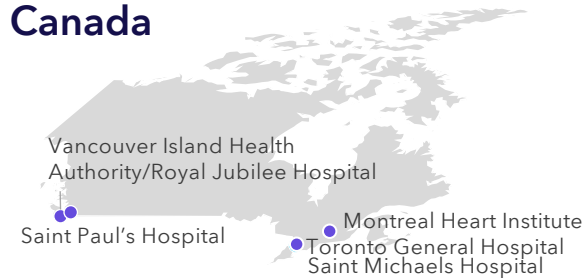 Canada
Vancouver Island Health
Authority/Royal Jubilee Hospital
Saint Paul’s Hospital
Montreal Heart Institute
Toronto General Hospital
Saint Michaels Hospital